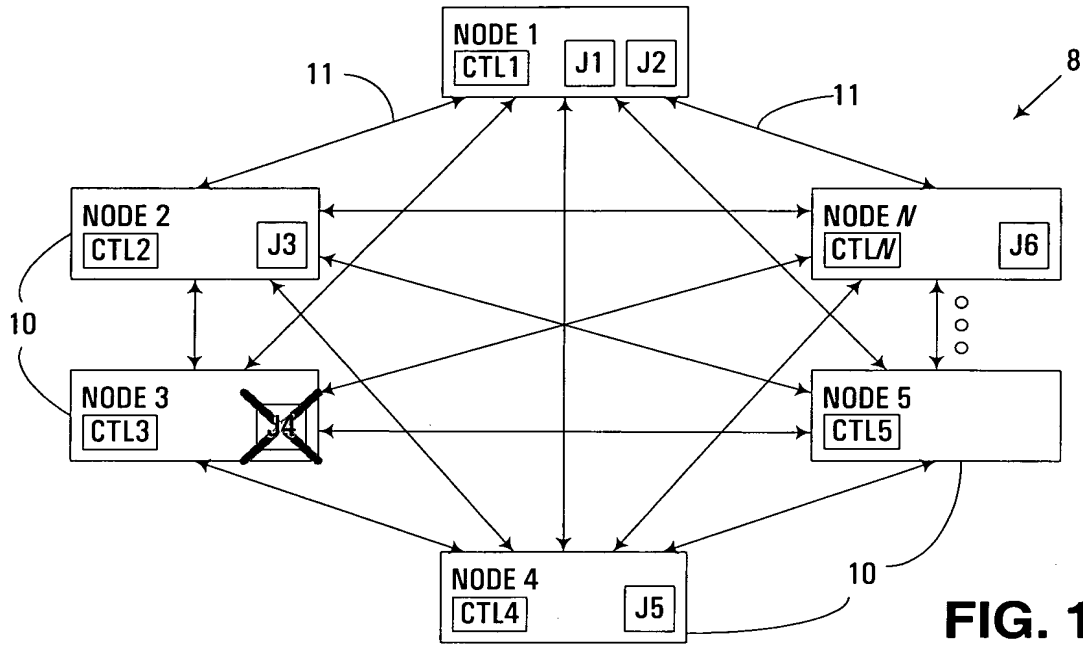 NODE 1
CTL1
J1
J2
11
11
8
NODE 2
CTL2
J3
NODE N
CTLN
J6
10
NODE 3
CTL3
J4
NODE 5
CTL5
NODE 4
CTL4
J5
10
FIG. 1